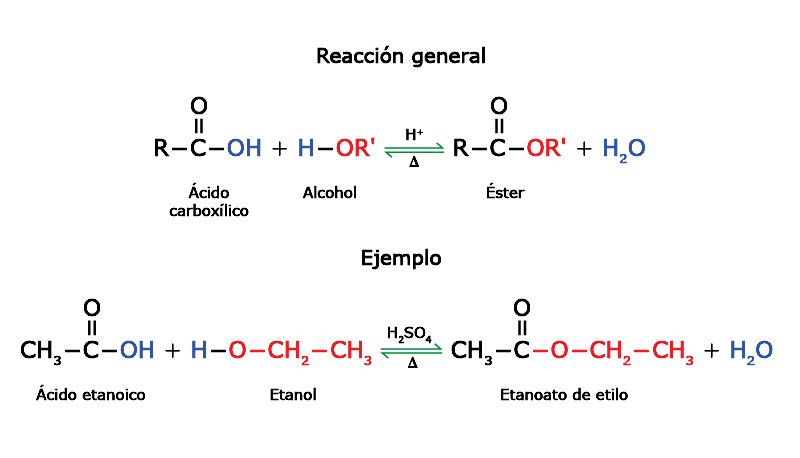 Reacción general
O
R–C–OH + H–OR' H⁺ Δ R–C–OR' + H₂O
O
Ácido carboxílico
Alcohol
Éster
Ejemplo
O
CH₃–C–OH + H–O–CH₂–CH₃ H₂SO₄ Δ CH₃–C–O–CH₂–CH₃ + H₂O
O
Ácido etanoico
Etanol
Etanoato de etilo